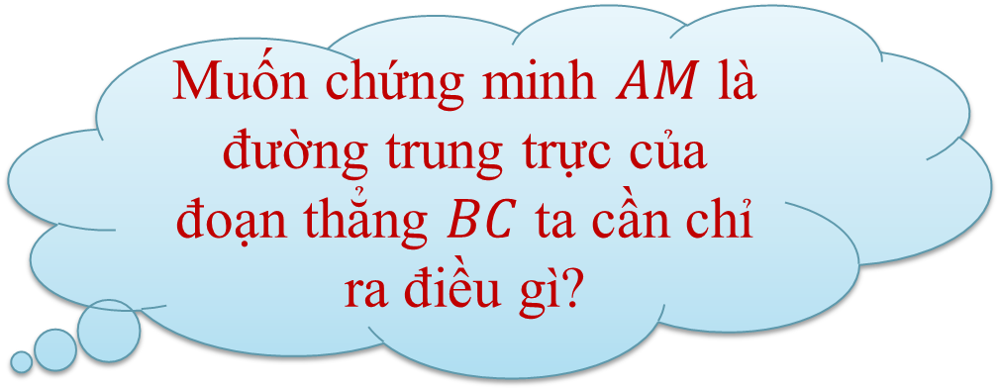 Muốn chứng minh 𝐴𝑀 là
đường trung trực của
đoạn thẳng 𝐵𝐶 ta cần chỉ
ra điều gì?